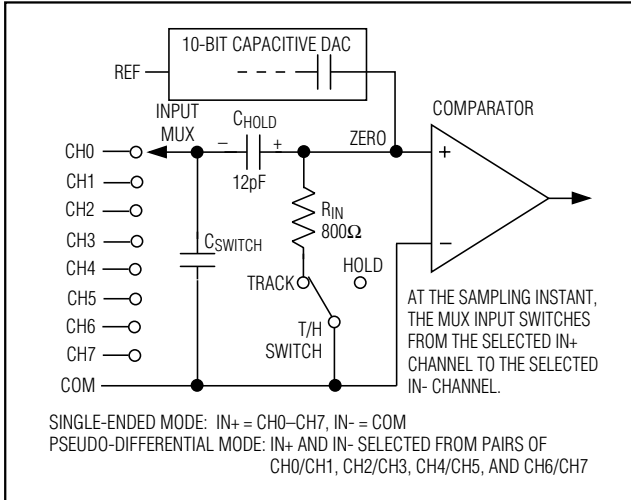 10-BIT CAPACITIVE DAC
REF
INPUT
MUX
CHOLD
− +
12pF
ZERO
COMPARATOR
+
−
CH0
CH1
CH2
CH3
CH4
CH5
CH6
CH7
COM
CSWITCH
RIN
800Ω
TRACK
HOLD
T/H
SWITCH
AT THE SAMPLING INSTANT,
THE MUX INPUT SWITCHES
FROM THE SELECTED IN+
CHANNEL TO THE SELECTED
IN- CHANNEL.
SINGLE-ENDED MODE: IN+ = CH0–CH7, IN- = COM
PSEUDO-DIFFERENTIAL MODE: IN+ AND IN- SELECTED FROM PAIRS OF
CH0/CH1, CH2/CH3, CH4/CH5, AND CH6/CH7